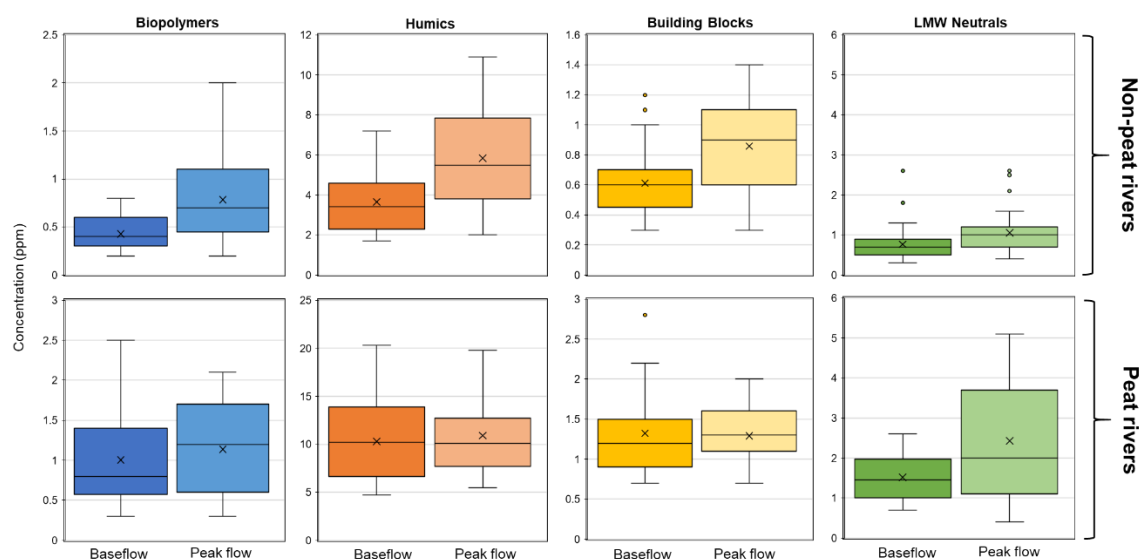 Biopolymers Humics Building Blocks LMW Neutrals
2.5 12 1.6 6
2 10 1.4 5
1.5 8 1.2 4
1 6 1 3
0.5 4 0.8 2
0 2 0.6 1
0 0.4 0
0.2
0
Non-peat rivers
Concentration (ppm)
3 25 3 6
2.5 20 2.5 5
2 15 2 4
1.5 10 1.5 3
1 5 1 2
0.5 0 0.5 1
0 0 0
Peat rivers
Baseflow Peak flow Baseflow Peak flow Baseflow Peak flow Baseflow Peak flow